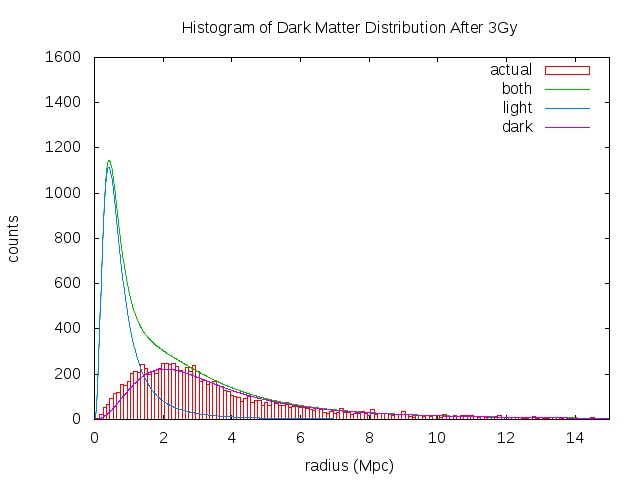 Histogram of Dark Matter Distribution After 3Gy
1600
1400
1200
1000
800
600
400
200
0
counts
actual
both
light
dark
0 2 4 6 8 10 12 14
radius (Mpc)